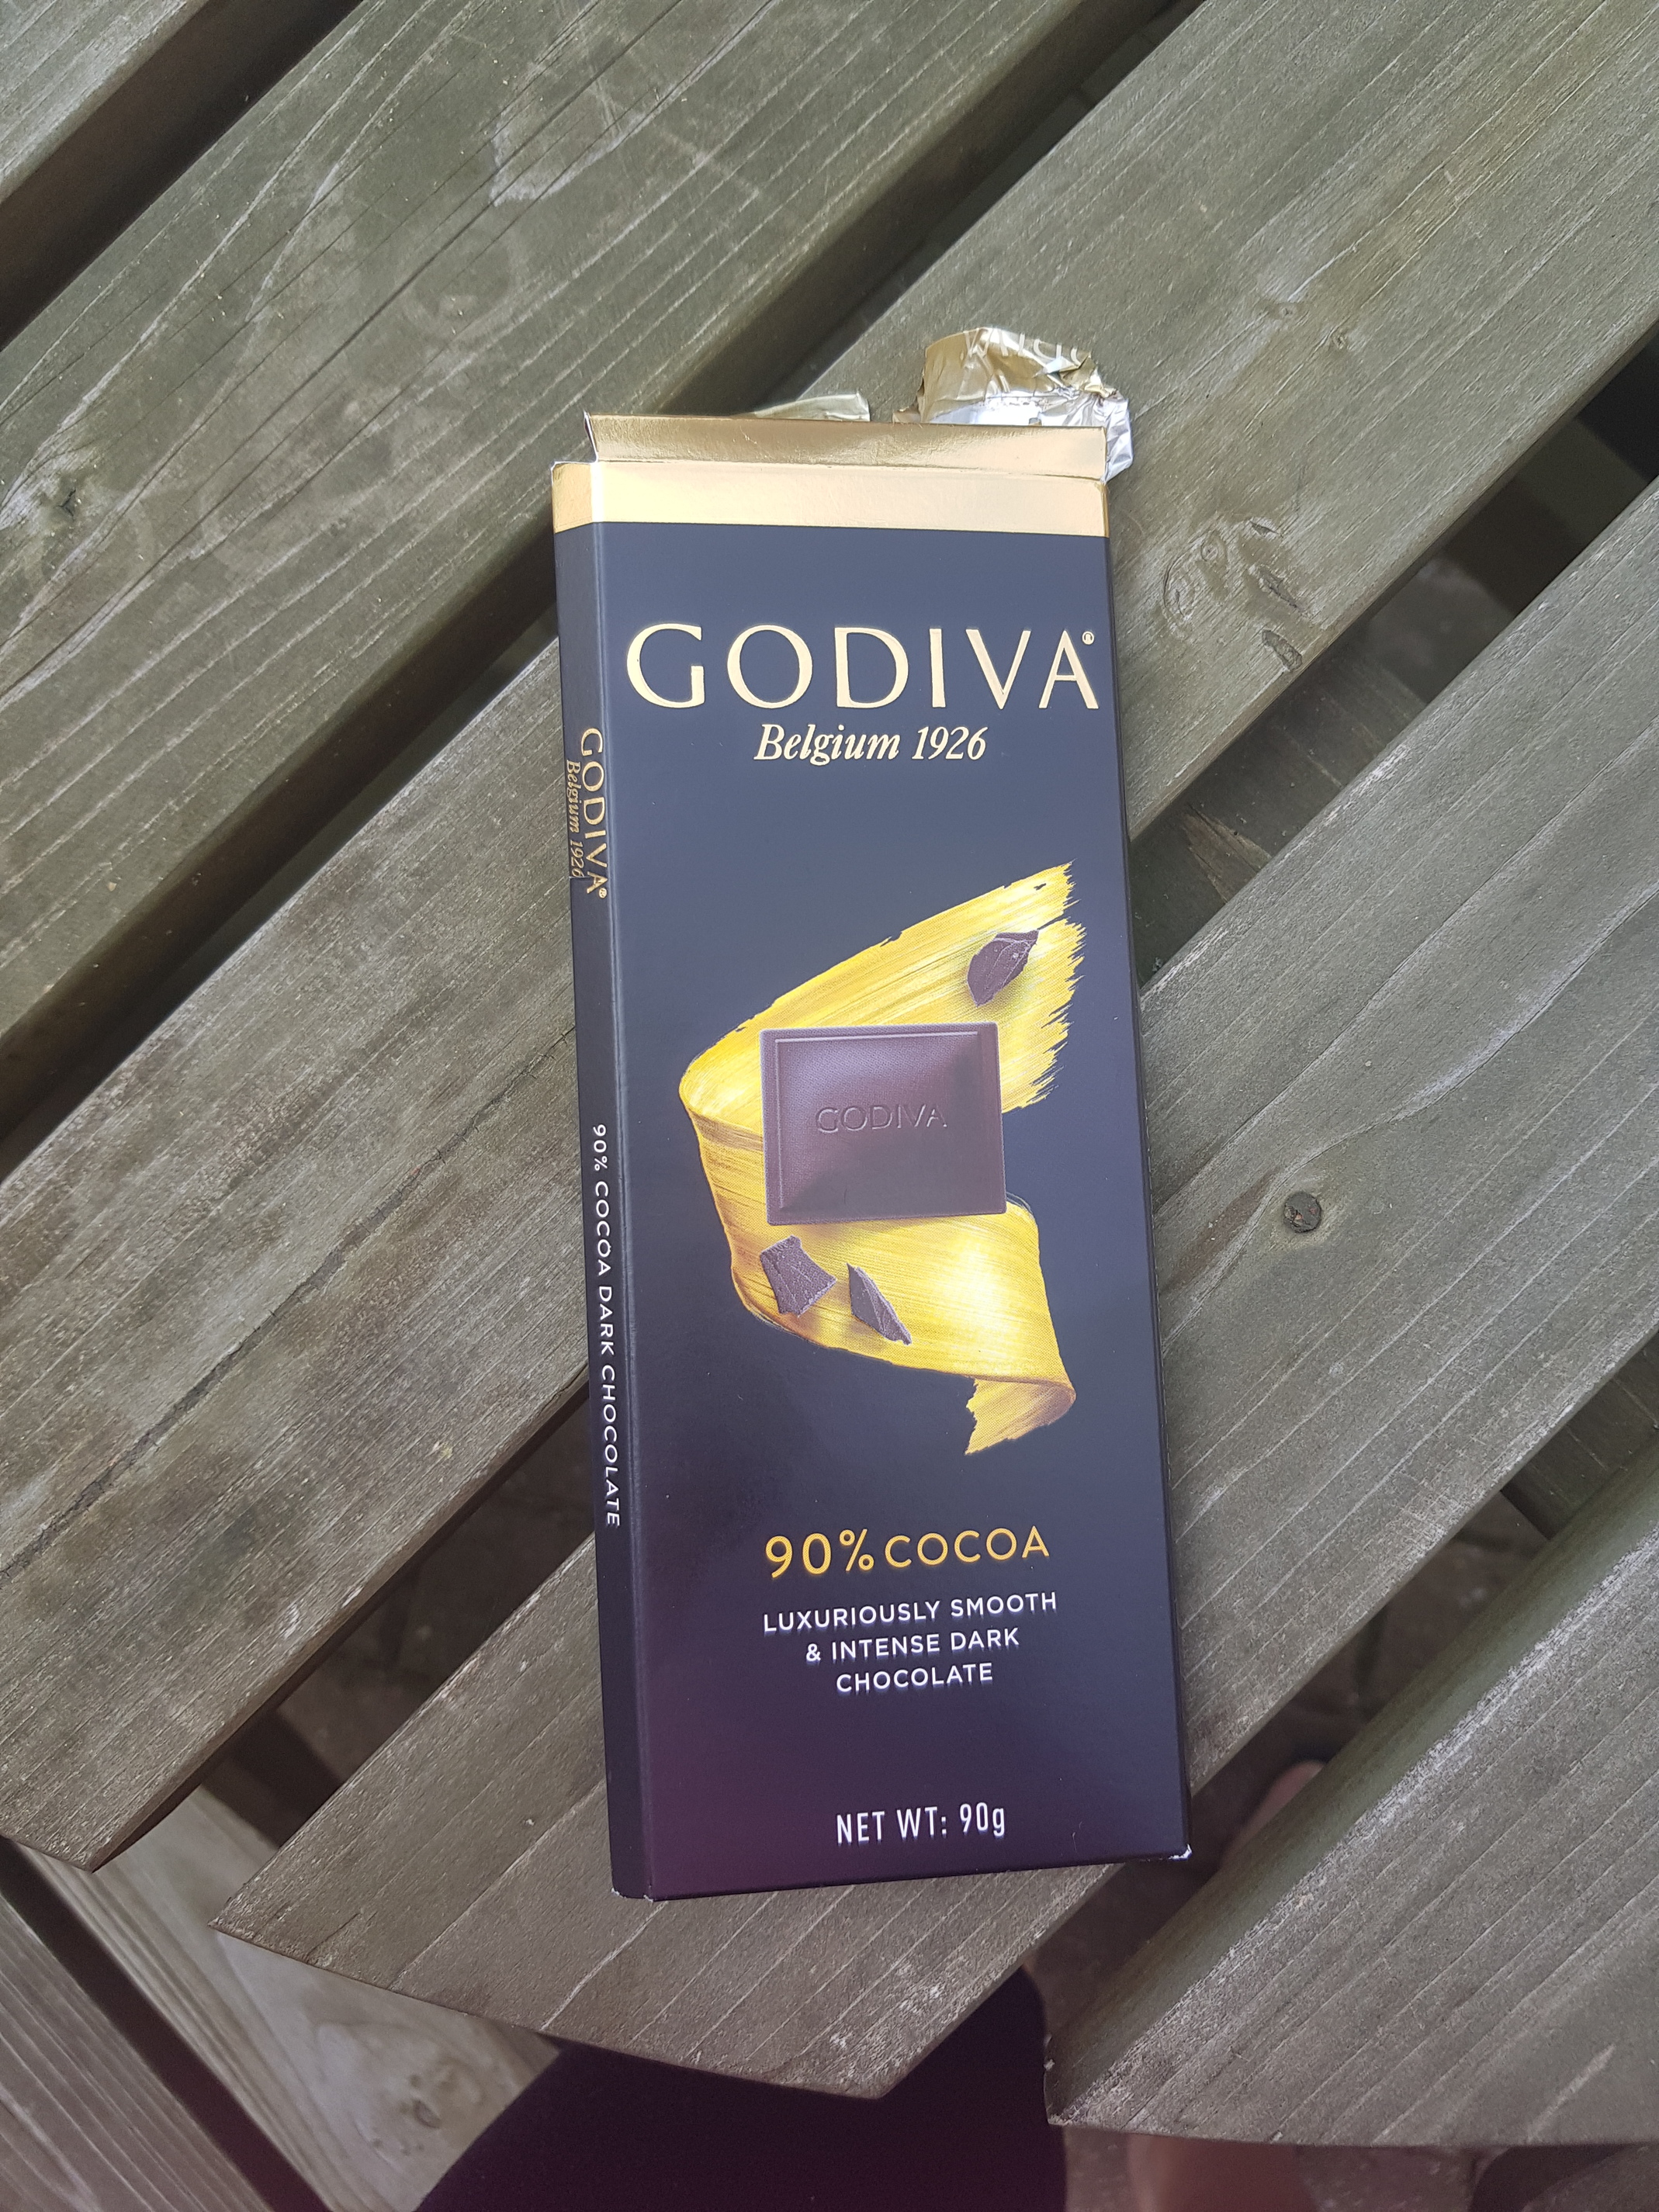 GODIVA®
Belgium 1926
GODIVA
90% COCOA
LUXURIOUSLY SMOOTH
& INTENSE DARK
CHOCOLATE
NET WT: 90g
GODIVA®
Belgium 1926
90% COCOA DARK CHOCOLATE